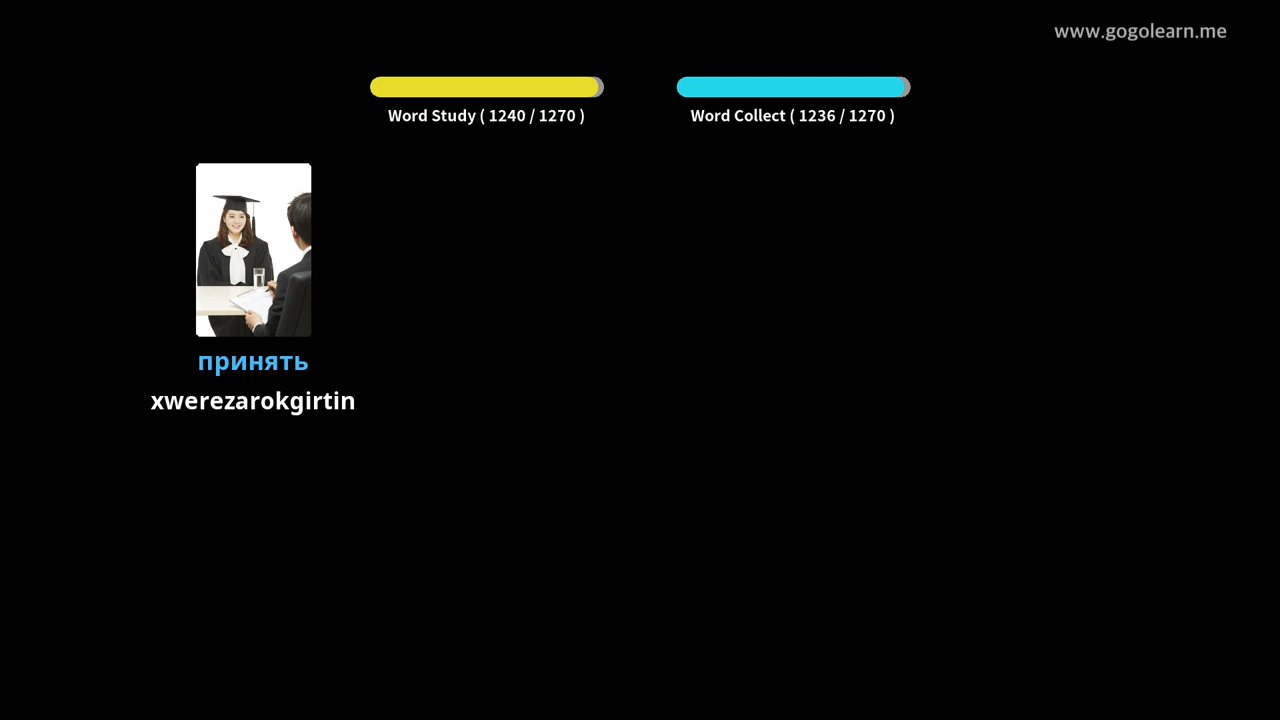 www.gogolearn.me
Word Study ( 1240 / 1270 )
Word Collect ( 1236 / 1270 )
принять
xwerezarokgirtin